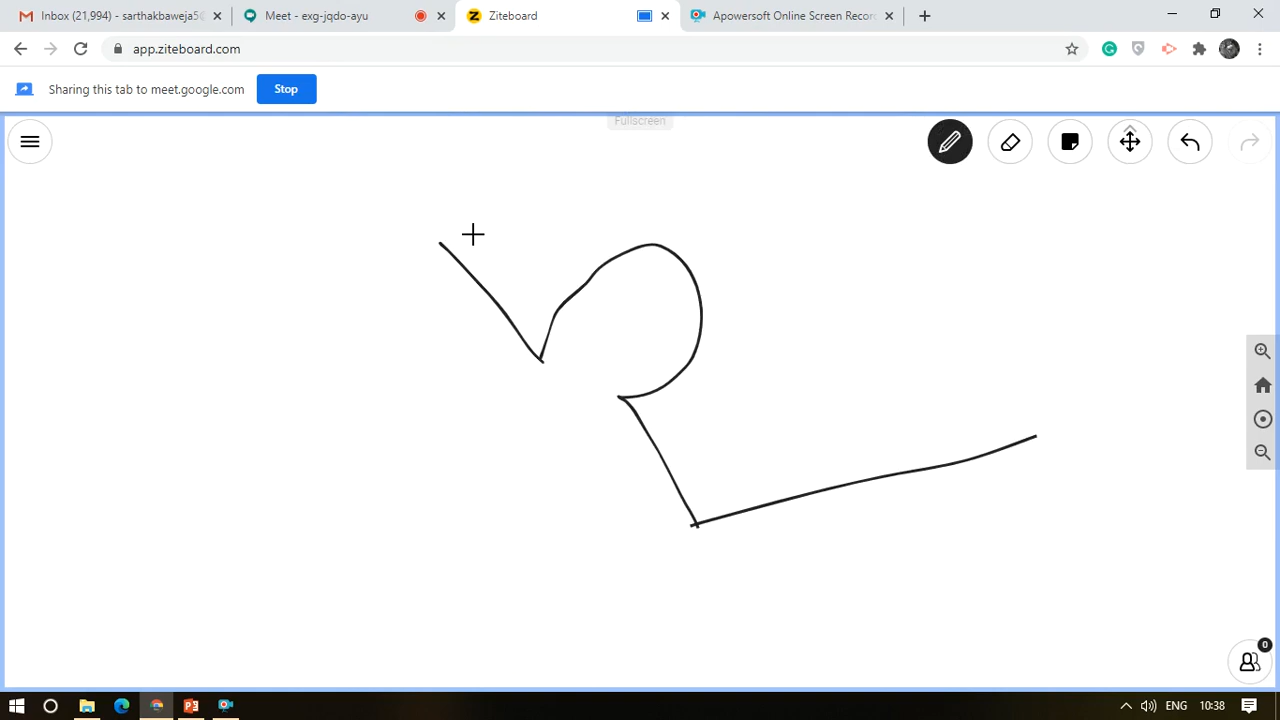 Inbox (21,994) - sarthakbaweja5
Meet - exg-jqdo-ayu
Ziteboard
Apowersoft Online Screen Recor
app.ziteboard.com
Sharing this tab to meet.google.com
Stop
Fullscreen
0
ENG
10:38